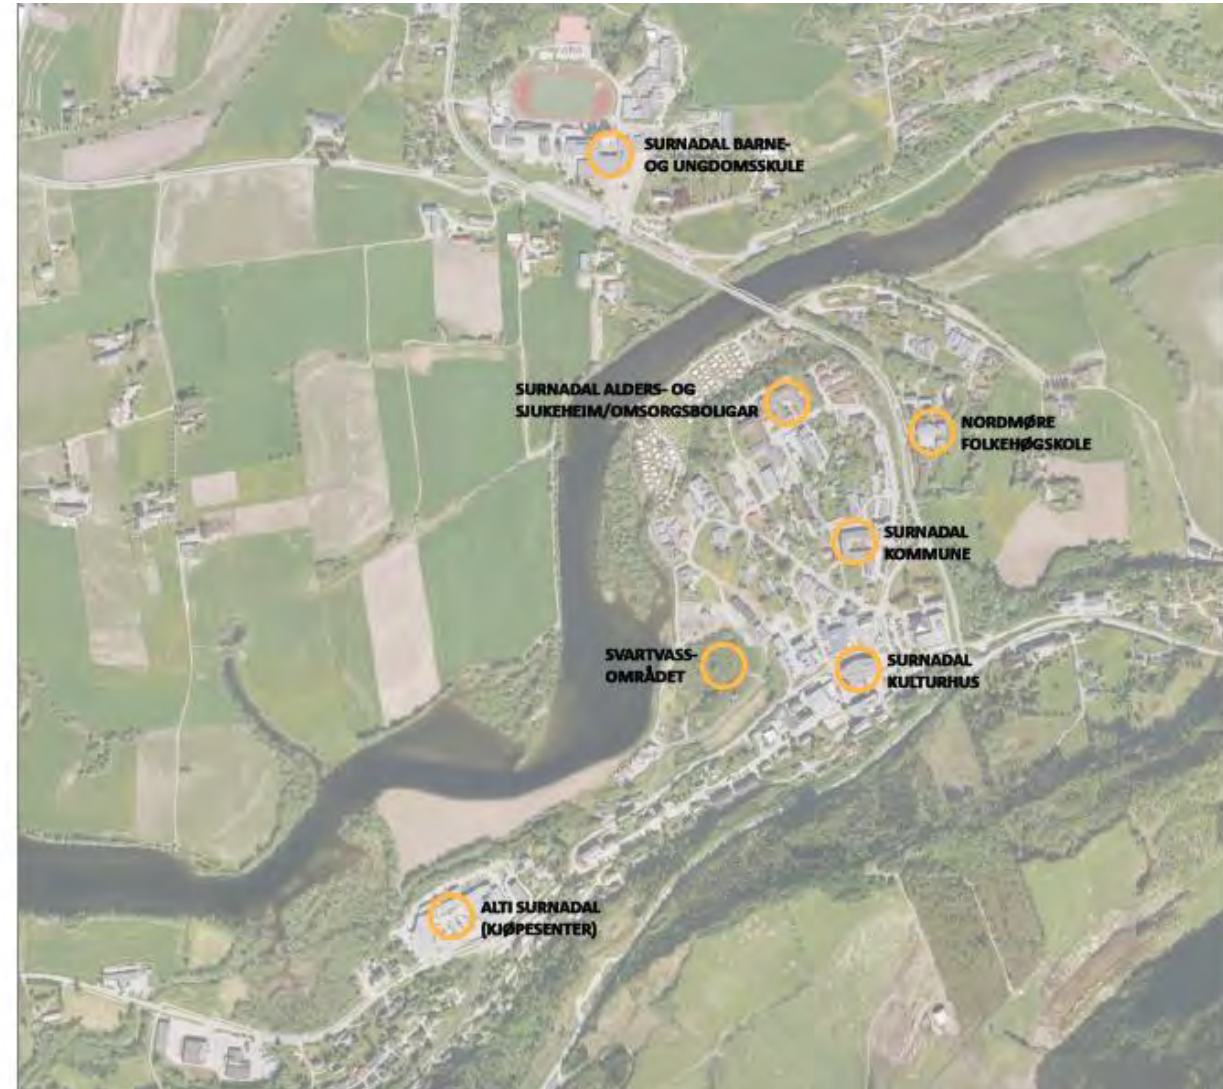 SURNADAL BARNE-
OG UNGDOMSSKULE
SURNADAL ALDERS- OG
SJUKEHEIM/OMSORGSBOLIGAR
NORDMØRE
FOLKEHØGSKOLE
SURNADAL
KOMMUNE
SVARTVASS-
OMRÅDET
SURNADAL
KULTURHUS
ALTI SURNADAL
(KJØPESENTER)